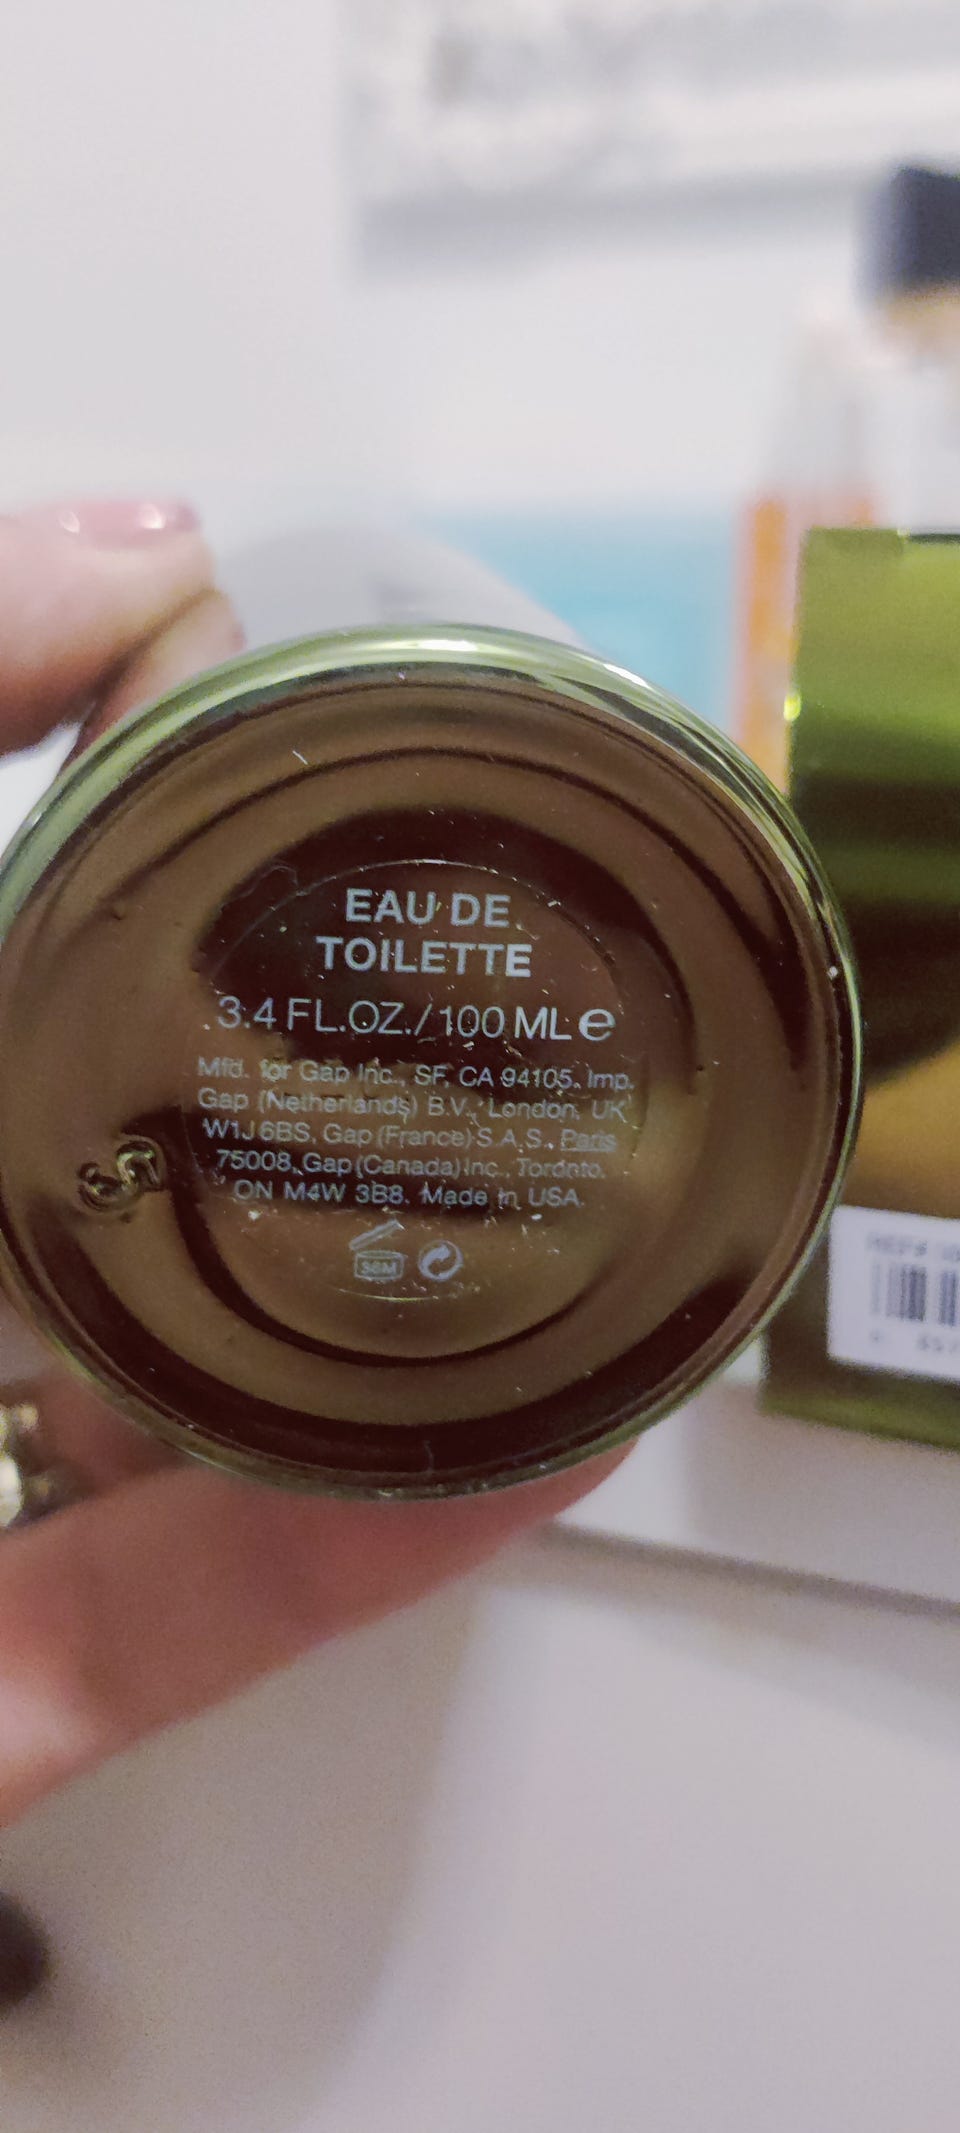 EAU DE
TOILETTE
3.4 FL.OZ./100 ML e
Mfd. for Gap Inc., SF, CA 94105. Imp.
Gap (Netherlands) B.V., London, UK
W1J 6BS, Gap (France) S.A.S., Paris
75008, Gap (Canada) Inc., Toronto,
ON M4W 3B8. Made in USA.
36M